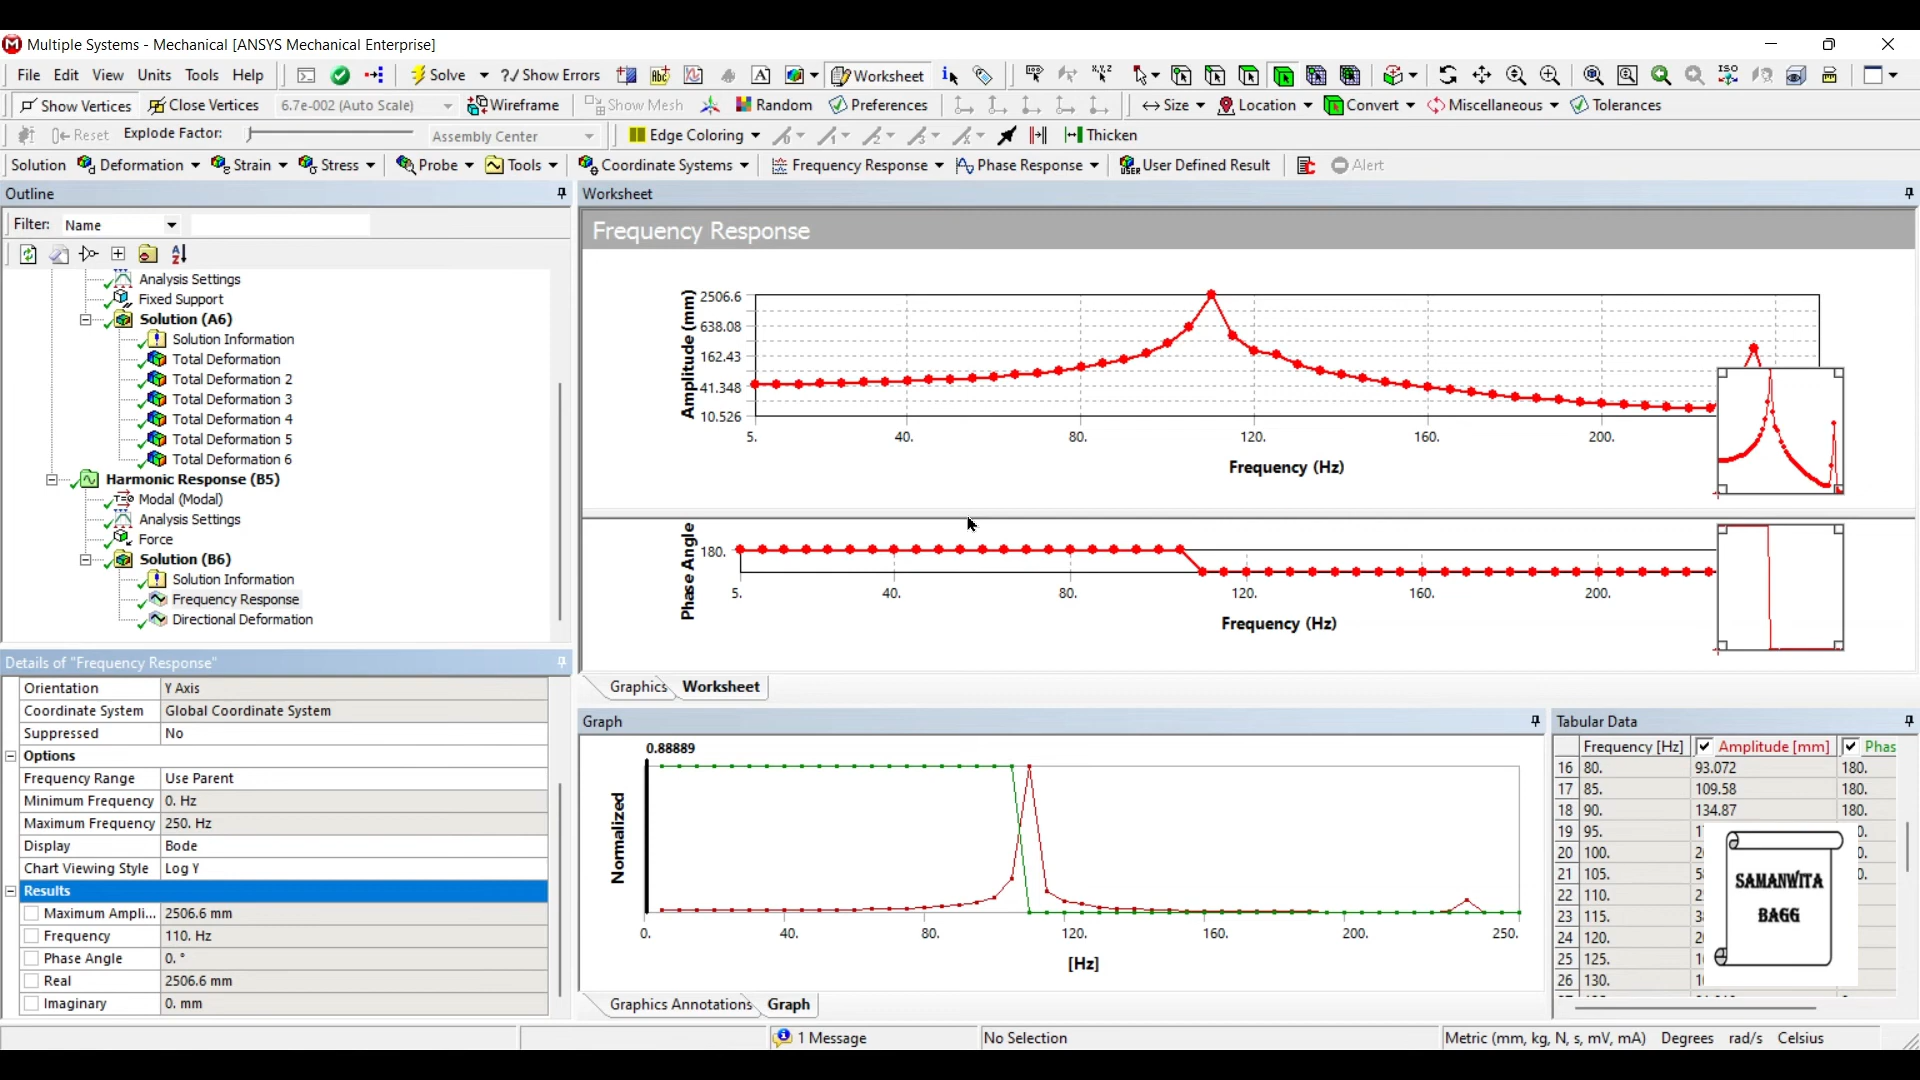 Multiple Systems - Mechanical [ANSYS Mechanical Enterprise]
File Edit View Units Tools Help Solve ?/ Show Errors Worksheet
Show Vertices Close Vertices 6.7e-002 (Auto Scale) Wireframe Show Mesh Random Preferences Size Location Convert Miscellaneous Tolerances
Reset Explode Factor: Assembly Center Edge Coloring Thicken
Solution Deformation Strain Stress Probe Tools Coordinate Systems Frequency Response Phase Response User Defined Result Alert
Outline
Filter: Name
Analysis Settings
Fixed Support
Solution (A6)
Solution Information
Total Deformation
Total Deformation 2
Total Deformation 3
Total Deformation 4
Total Deformation 5
Total Deformation 6
Harmonic Response (B5)
Modal (Modal)
Analysis Settings
Force
Solution (B6)
Solution Information
Frequency Response
Directional Deformation
Details of "Frequency Response"
Orientation Y Axis
Coordinate System Global Coordinate System
Suppressed No
Options
Frequency Range Use Parent
Minimum Frequency 0. Hz
Maximum Frequency 250. Hz
Display Bode
Chart Viewing Style Log Y
Results
Maximum Ampli... 2506.6 mm
Frequency 110. Hz
Phase Angle 0. °
Real 2506.6 mm
Imaginary 0. mm
Worksheet
Frequency Response
Amplitude (mm)
2506.6
638.08
162.43
41.348
10.526
5. 40. 80. 120. 160. 200.
Frequency (Hz)
Phase Angle
180.
5. 40. 80. 120. 160. 200.
Frequency (Hz)
Graphics Worksheet
Graph
0.88889
Normalized
0. 40. 80. 120. 160. 200. 250.
[Hz]
Graphics Annotations Graph
Tabular Data
Frequency [Hz] Amplitude [mm] Phas
16 80. 93.072 180.
17 85. 109.58 180.
18 90. 134.87 180.
19 95.
20 100.
21 105.
22 110.
23 115.
24 120.
25 125.
26 130.
SAMANWITA
BAGG
1 Message No Selection Metric (mm, kg, N, s, mV, mA) Degrees rad/s Celsius